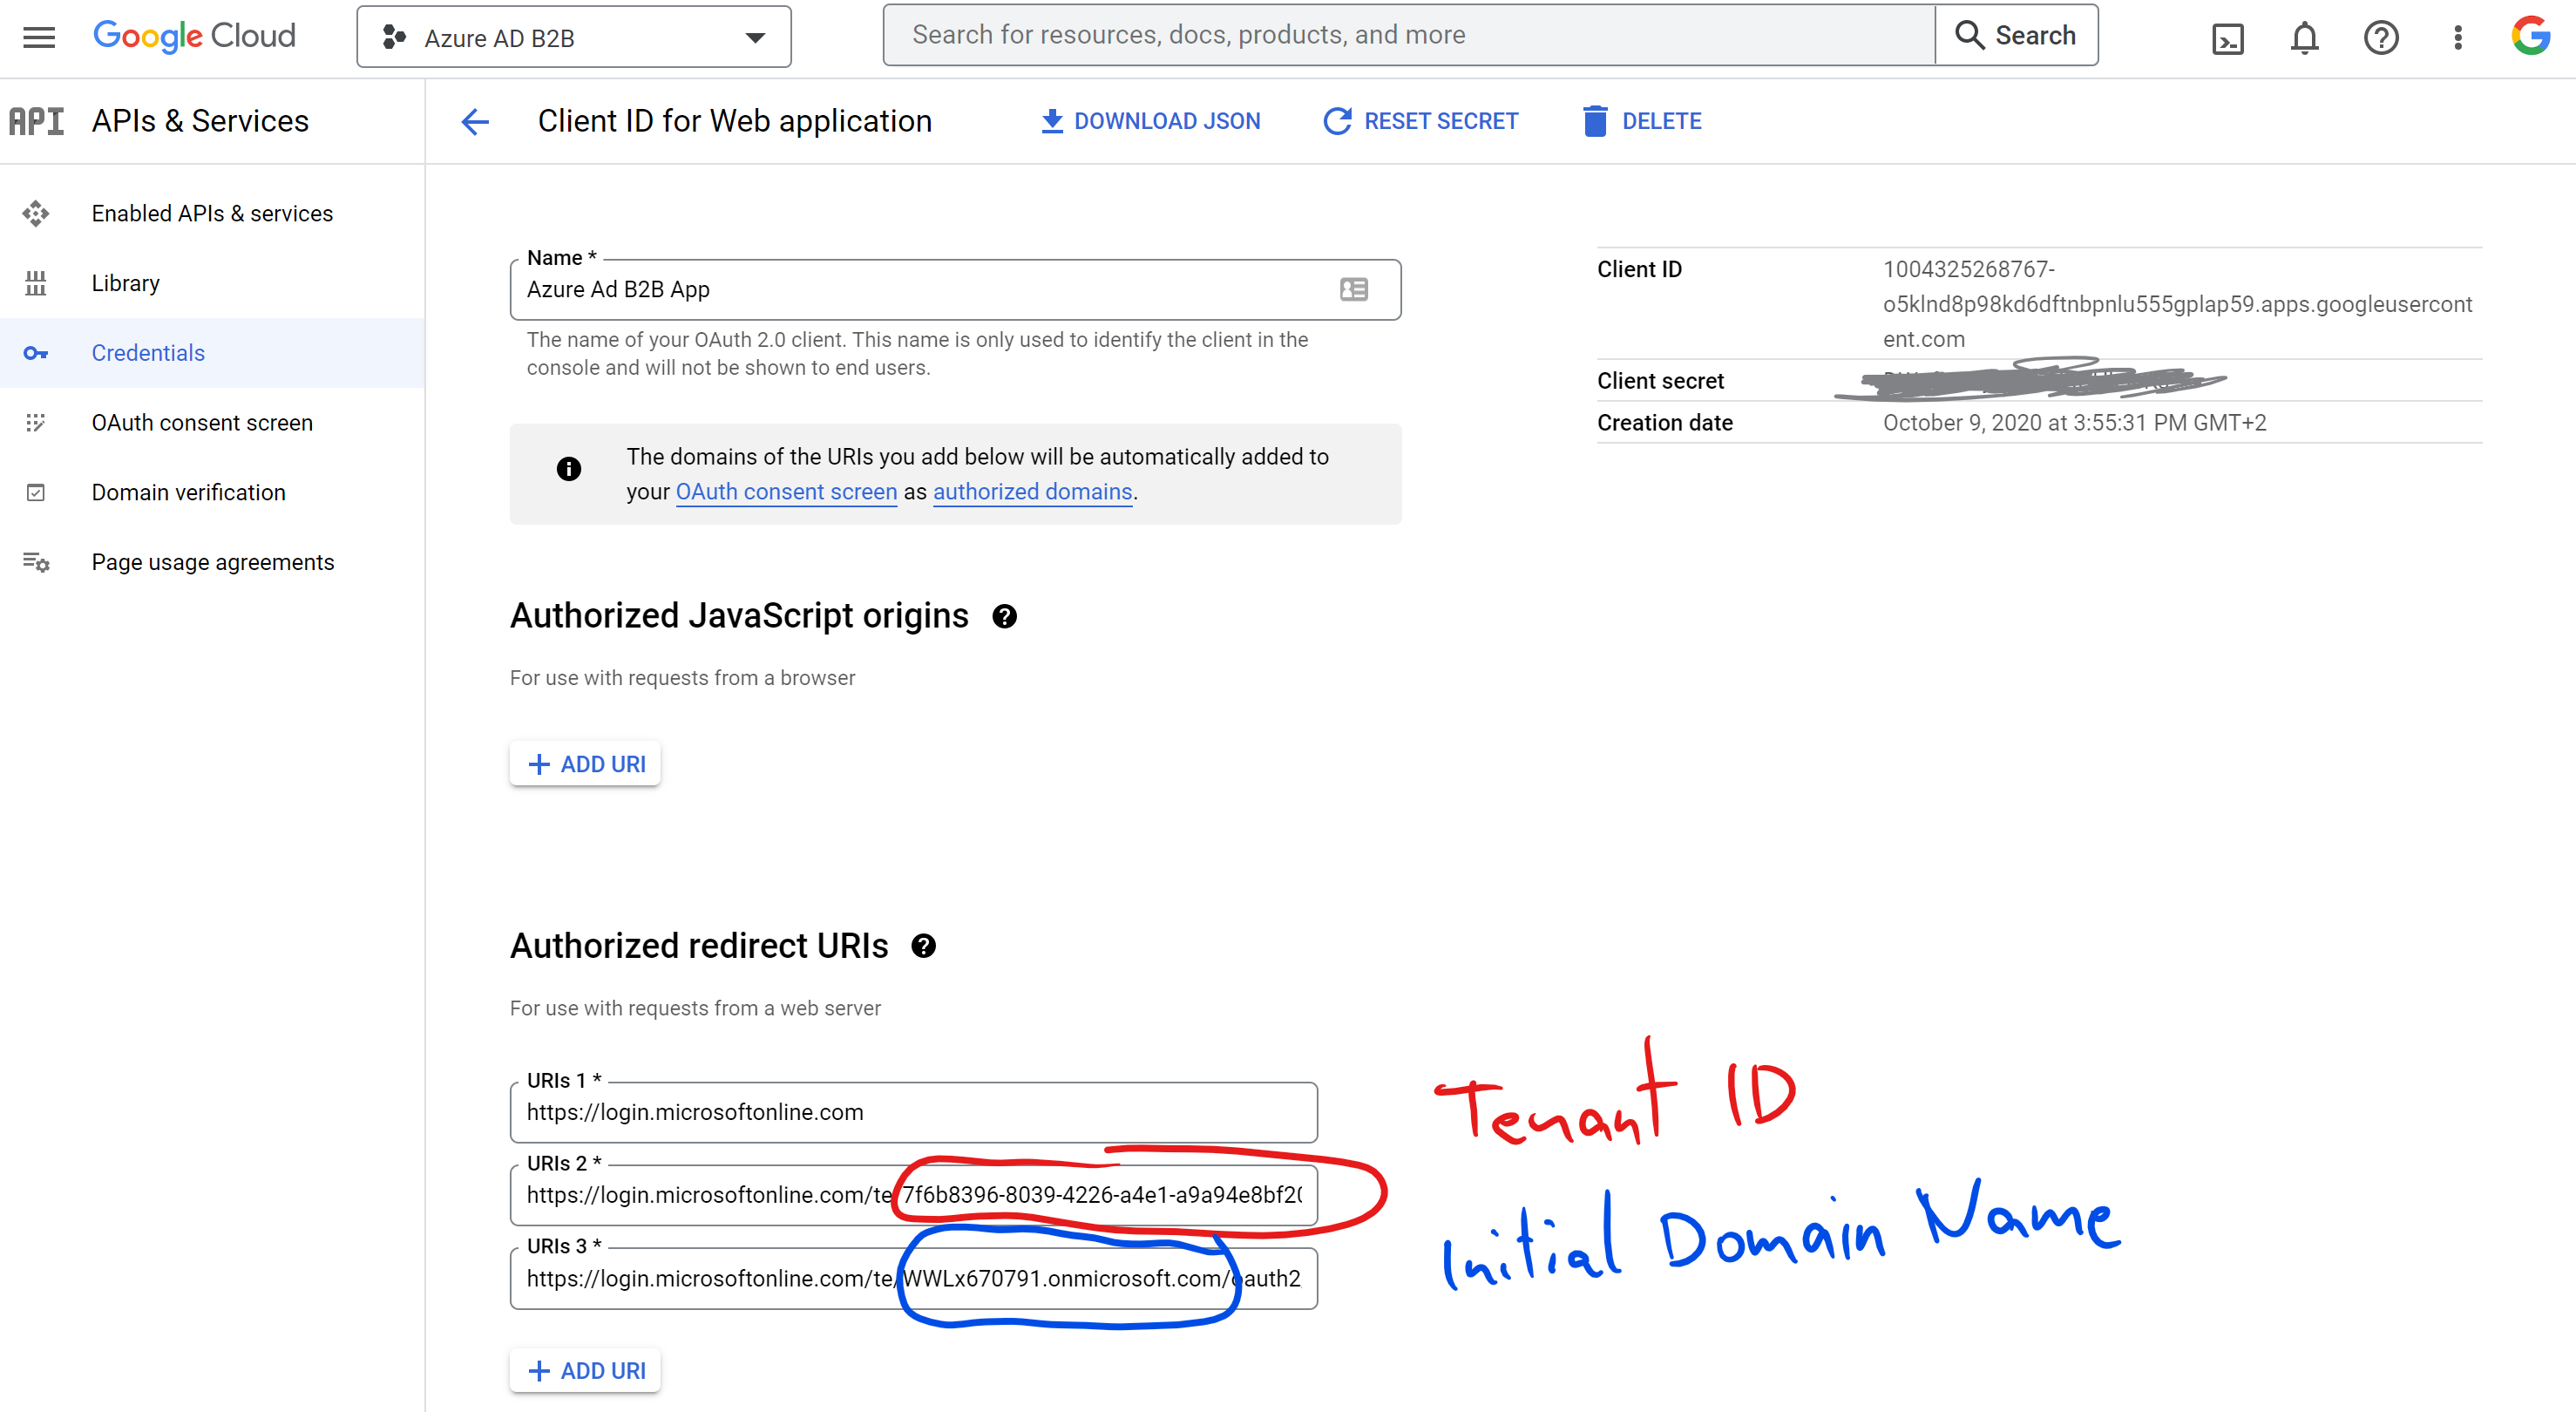 Google Cloud
Azure AD B2B
Search for resources, docs, products, and more
Search
API
APIs & Services
Client ID for Web application
DOWNLOAD JSON
RESET SECRET
DELETE
Enabled APIs & services
Library
Credentials
OAuth consent screen
Domain verification
Page usage agreements
Name *
Azure Ad B2B App
The name of your OAuth 2.0 client. This name is only used to identify the client in the
console and will not be shown to end users.
The domains of the URIs you add below will be automatically added to
your OAuth consent screen as authorized domains.
Client ID
1004325268767-
o5klnd8p98kd6dftnbpnlu555gplap59.apps.googleusercont
ent.com
Client secret
Creation date
October 9, 2020 at 3:55:31 PM GMT+2
Authorized JavaScript origins
For use with requests from a browser
ADD URI
Authorized redirect URIs
For use with requests from a web server
URIs 1 *
https://login.microsoftonline.com
URIs 2 *
https://login.microsoftonline.com/te/7f6b8396-8039-4226-a4e1-a9a94e8bf20
Tenant ID
URIs 3 *
https://login.microsoftonline.com/te/WWLx670791.onmicrosoft.com/oauth2
Initial Domain Name
ADD URI